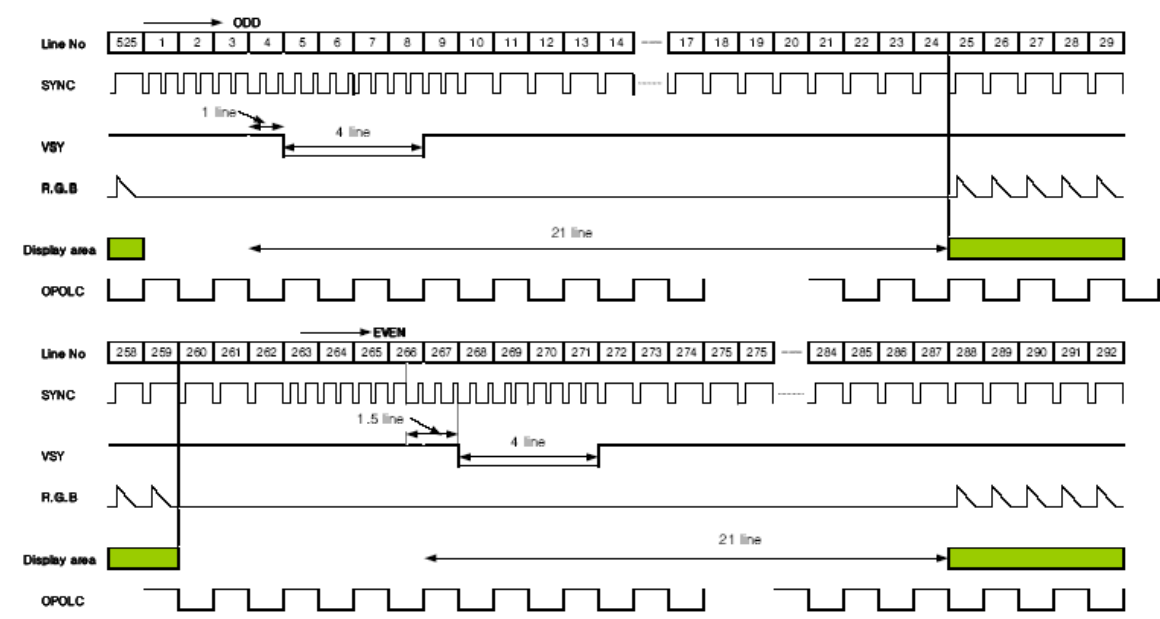 ODD
Line No 525 1 2 3 4 5 6 7 8 9 10 11 12 13 14 17 18 19 20 21 22 23 24 25 26 27 28 29
SYNC
1 line
4 line
VSY
R.G.B
21 line
Display area
OPOLC
EVEN
Line No 258 259 260 261 262 263 264 265 266 267 268 269 270 271 272 273 274 275 275 284 285 286 287 288 289 290 291 292
SYNC
1.5 line
4 line
VSY
R.G.B
21 line
Display area
OPOLC